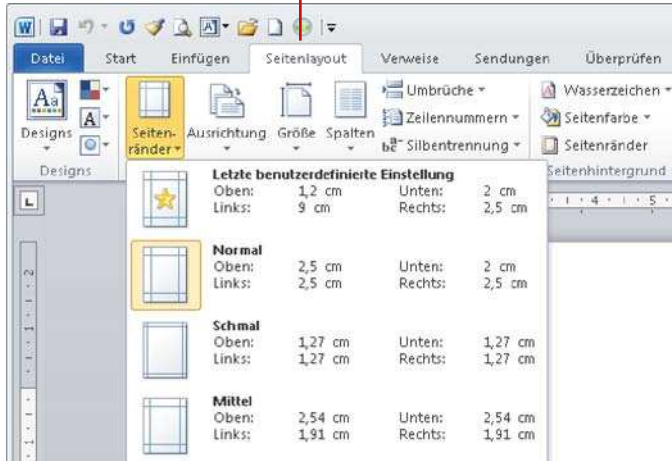 Datei Start Einfügen Seitenlayout Verweise Sendungen Überprüfen
Designs
Seiten-
ränder
Ausrichtung Größe Spalten
Umbrüche
Zeilennummern
Silbentrennung
Wasserzeichen
Seitenfarbe
Seitenränder
Designs
Seitenhintergrund
Letzte benutzerdefinierte Einstellung
Oben: 1,2 cm Unten: 2 cm
Links: 9 cm Rechts: 2,5 cm
Normal
Oben: 2,5 cm Unten: 2 cm
Links: 2,5 cm Rechts: 2,5 cm
Schmal
Oben: 1,27 cm Unten: 1,27 cm
Links: 1,27 cm Rechts: 1,27 cm
Mittel
Oben: 2,54 cm Unten: 2,54 cm
Links: 1,91 cm Rechts: 1,91 cm